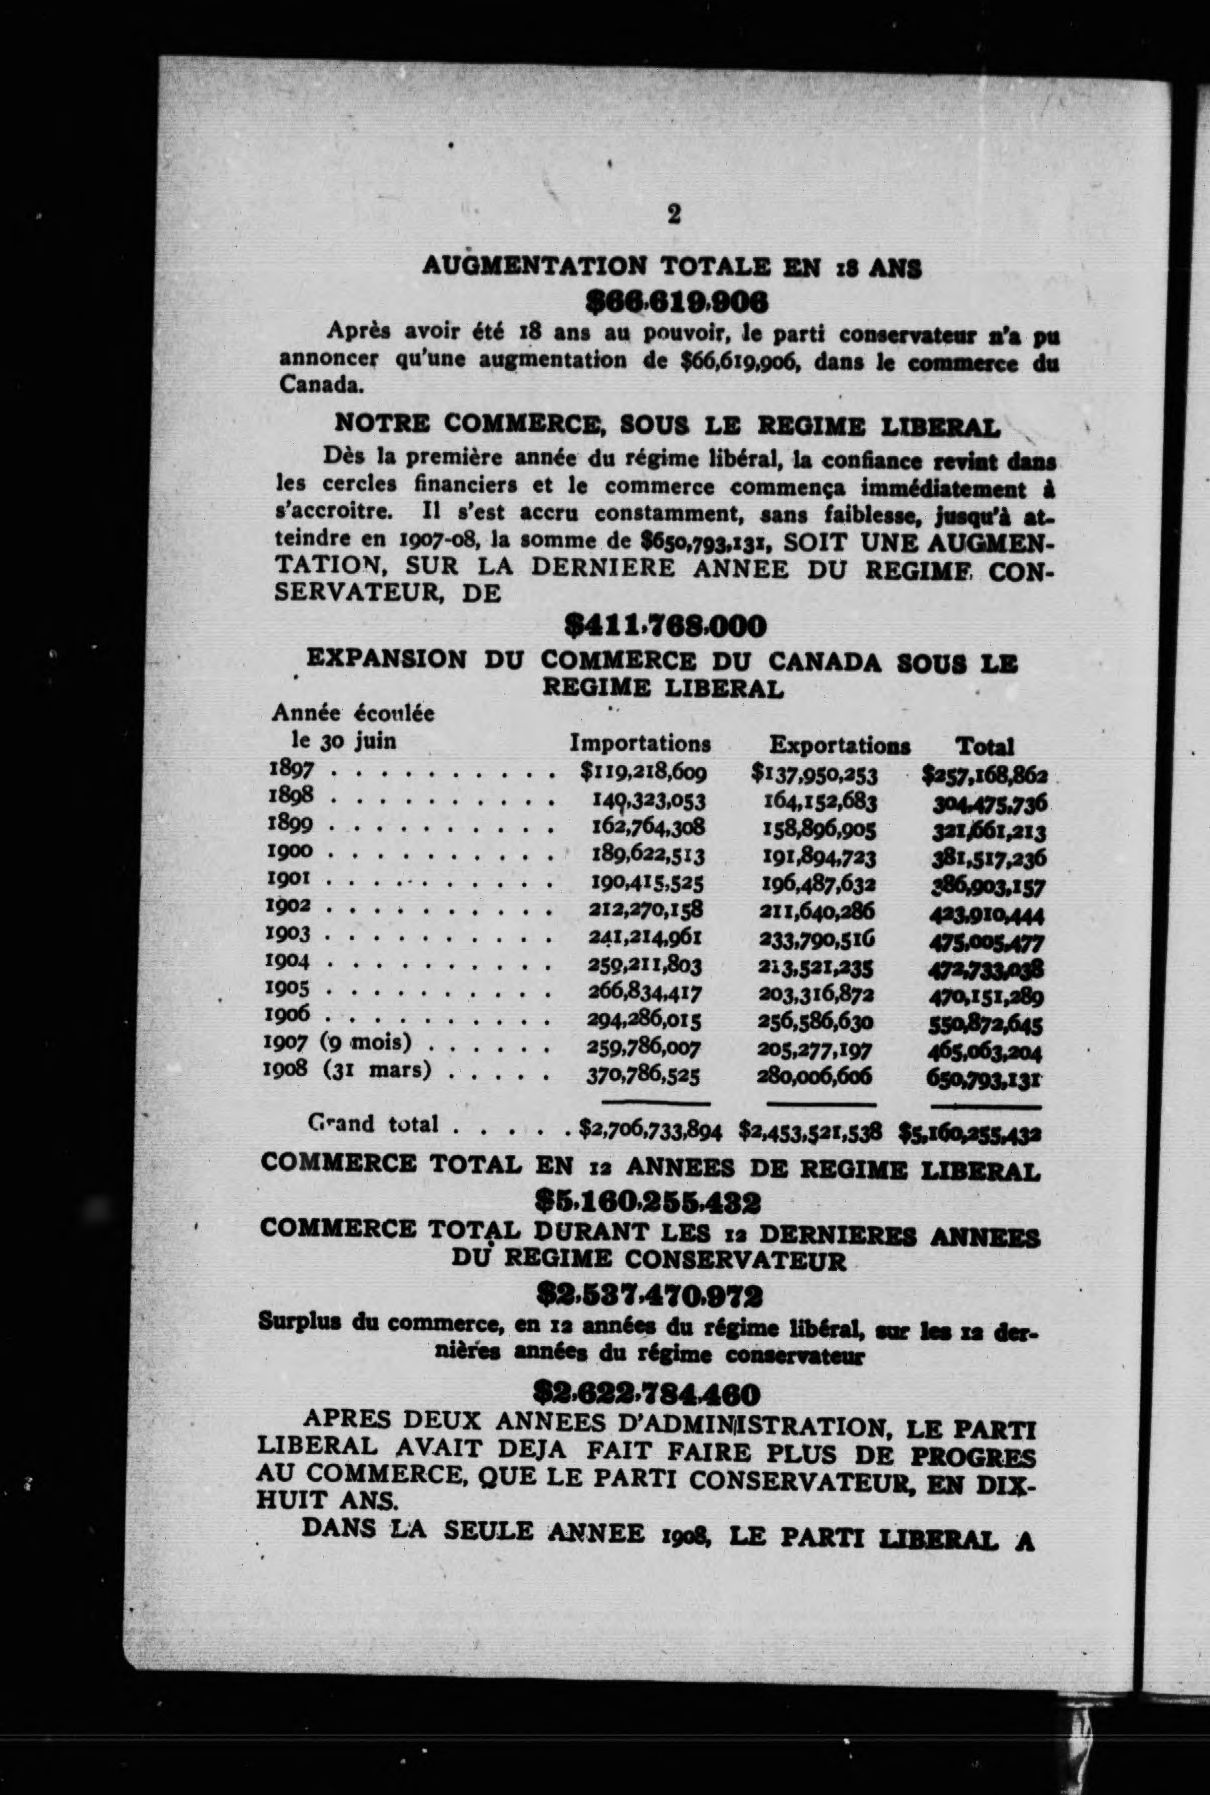 2
AUGMENTATION TOTALE EN 18 ANS
$66,619,906
Après avoir été 18 ans au pouvoir, le parti conservateur n'a pu
annoncer qu'une augmentation de $66,619,906, dans le commerce du
Canada.
NOTRE COMMERCE, SOUS LE REGIME LIBERAL
Dès la première année du régime libéral, la confiance revint dans
les cercles financiers et le commerce commença immédiatement à
s'accroitre. Il s'est accru constamment, sans faiblesse, jusqu'à at-
teindre en 1907-08, la somme de $650,793,131, SOIT UNE AUGMEN-
TATION, SUR LA DERNIERE ANNEE DU REGIME CON-
SERVATEUR, DE
$411,768,000
EXPANSION DU COMMERCE DU CANADA SOUS LE
REGIME LIBERAL
Année écoulée
le 30 juin Importations Exportations Total
1897 . . . . . . . . . . $119,218,609 $137,950,253 $257,168,862
1898 . . . . . . . . . . 140,323,053 164,152,683 304,475,736
1899 . . . . . . . . . . 162,764,308 158,896,905 321,661,213
1900 . . . . . . . . . . 189,622,513 191,894,723 381,517,236
1901 . . . . . . . . . . 190,415,525 196,487,632 386,903,157
1902 . . . . . . . . . . 212,270,158 211,640,286 423,910,444
1903 . . . . . . . . . . 241,214,961 233,790,516 475,005,477
1904 . . . . . . . . . . 259,211,803 213,521,235 472,733,038
1905 . . . . . . . . . . 266,834,417 203,316,872 470,151,289
1906 . . . . . . . . . . 294,286,015 256,586,630 550,872,645
1907 (9 mois) . . . . . . 259,786,007 205,277,197 465,063,204
1908 (31 mars) . . . . . 370,786,525 280,006,606 650,793,131
Grand total . . . . . . $2,706,733,894 $2,453,521,538 $5,160,255,432
COMMERCE TOTAL EN 12 ANNEES DE REGIME LIBERAL
$5,160,255,432
COMMERCE TOTAL DURANT LES 12 DERNIERES ANNEES
DU REGIME CONSERVATEUR
$2,537,470,972
Surplus du commerce, en 12 années du régime libéral, sur les 12 der-
nières années du régime conservateur
$2,622,784,460
APRES DEUX ANNEES D'ADMINISTRATION, LE PARTI
LIBERAL AVAIT DEJA FAIT FAIRE PLUS DE PROGRES
AU COMMERCE, QUE LE PARTI CONSERVATEUR, EN DIX-
HUIT ANS.
DANS LA SEULE ANNEE 1908, LE PARTI LIBERAL A